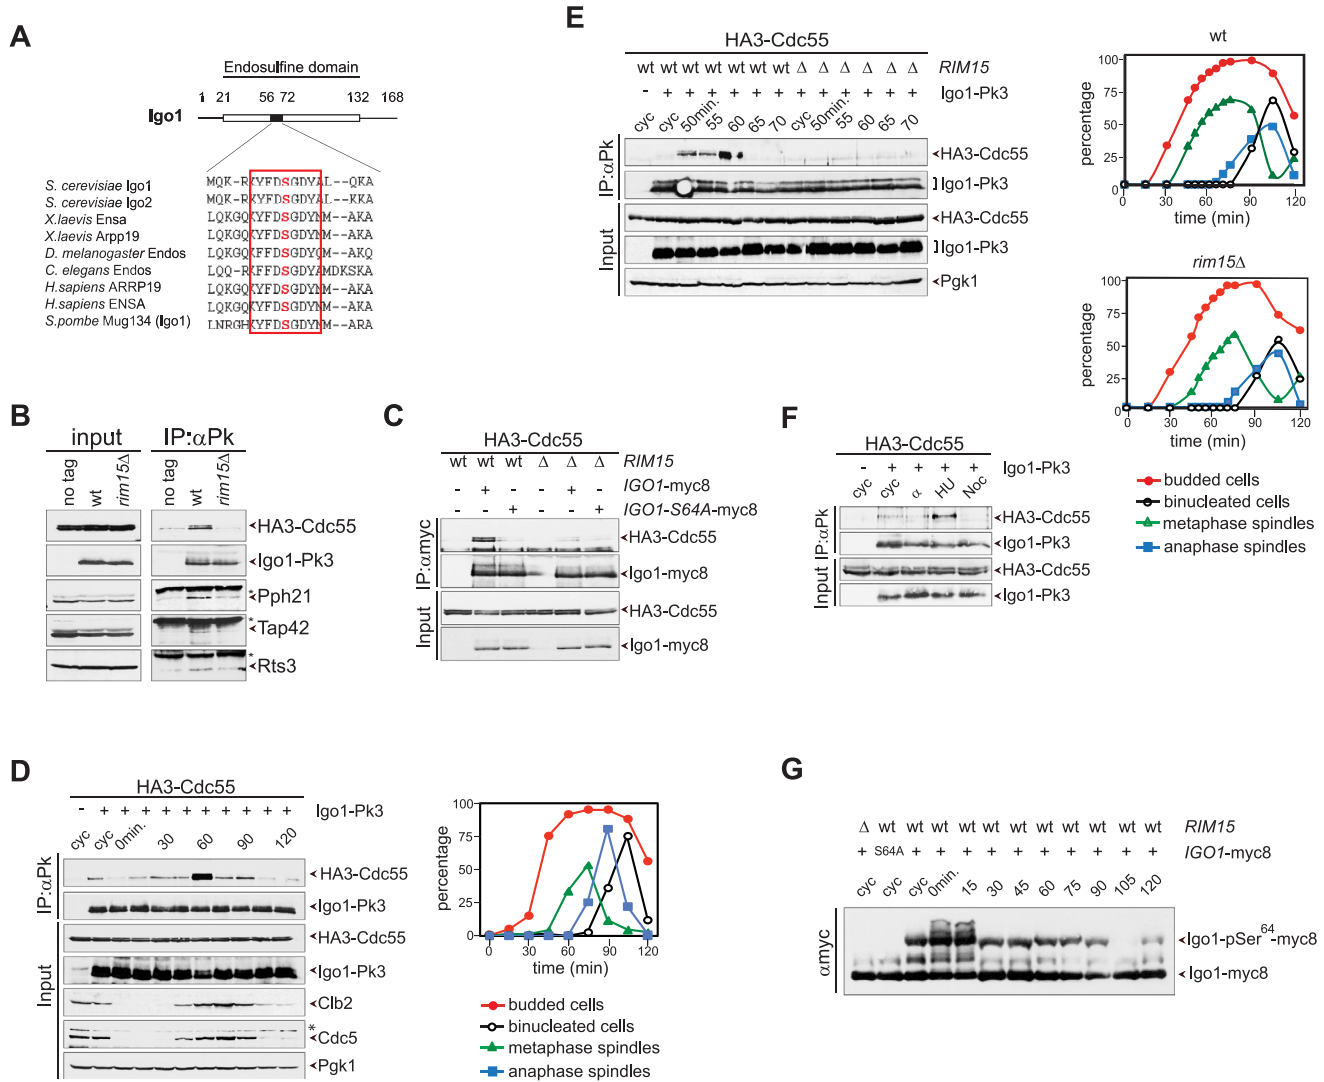 A
Endosulfine domain
1 21 56 72 132 168
Igo1
S. cerevisiae Igo1 MQK-RKYFDSGDYAL--QKA
S. cerevisiae Igo2 MQK-RKYFDSGDYAL--KKA
X.laevis Ensa LQKGQKYFDSGDYNM--AKA
X.laevis Arpp19 LQKGQKYFDSGDYNM--AKA
D. melanogaster Endos LQKGQKFFDSGDYQM--AKQ
C. elegans Endos LQQ-RKFFDSGDYAMDKSKA
H.sapiens ARRP19 LQKGQKYFDSGDYNM--AKA
H.sapiens ENSA LQKGQKYFDSGDYNM--AKA
S.pombe Mug134 (Igo1) LNRGHKYFDSGDYNM--ARA
B
input IP:αPk
no tag wt rim15Δ no tag wt rim15Δ
HA3-Cdc55
Igo1-Pk3
*
Pph21
*
Tap42
*
Rts3
C
HA3-Cdc55
wt wt wt Δ Δ Δ RIM15
- + - - + - IGO1-myc8
- - + - - + IGO1-S64A-myc8
IP:αmyc
HA3-Cdc55
Igo1-myc8
Input
HA3-Cdc55
Igo1-myc8
D
HA3-Cdc55
- + + + + + + + + + Igo1-Pk3
cyc cyc 0min. 30 60 90 120
IP:αPk
HA3-Cdc55
Igo1-Pk3
Input
HA3-Cdc55
Igo1-Pk3
Clb2
*
Cdc5
Pgk1
percentage
100
75
50
25
0
0 30 60 90 120
time (min)
budded cells
binucleated cells
metaphase spindles
anaphase spindles
E
HA3-Cdc55
wt wt wt wt wt wt wt Δ Δ Δ Δ Δ Δ RIM15
- + + + + + + + + + + + + Igo1-Pk3
cyc cyc 50min. 55 60 65 70 cyc 50min. 55 60 65 70
IP:αPk
HA3-Cdc55
Igo1-Pk3
Input
HA3-Cdc55
Igo1-Pk3
Pgk1
wt
percentage
100
75
50
25
0
0 30 60 90 120
time (min)
rim15Δ
percentage
100
75
50
25
0
0 30 60 90 120
time (min)
budded cells
binucleated cells
metaphase spindles
anaphase spindles
F
HA3-Cdc55
- + + + + Igo1-Pk3
cyc cyc α HU Noc
IP:αPk
HA3-Cdc55
Igo1-Pk3
Input
HA3-Cdc55
Igo1-Pk3
G
Δ wt wt wt wt wt wt wt wt wt wt wt RIM15
+ S64A + + + + + + + + + + IGO1-myc8
cyc cyc cyc 0min. 15 30 45 60 75 90 105 120
αmyc
Igo1-pSer64-myc8
Igo1-myc8